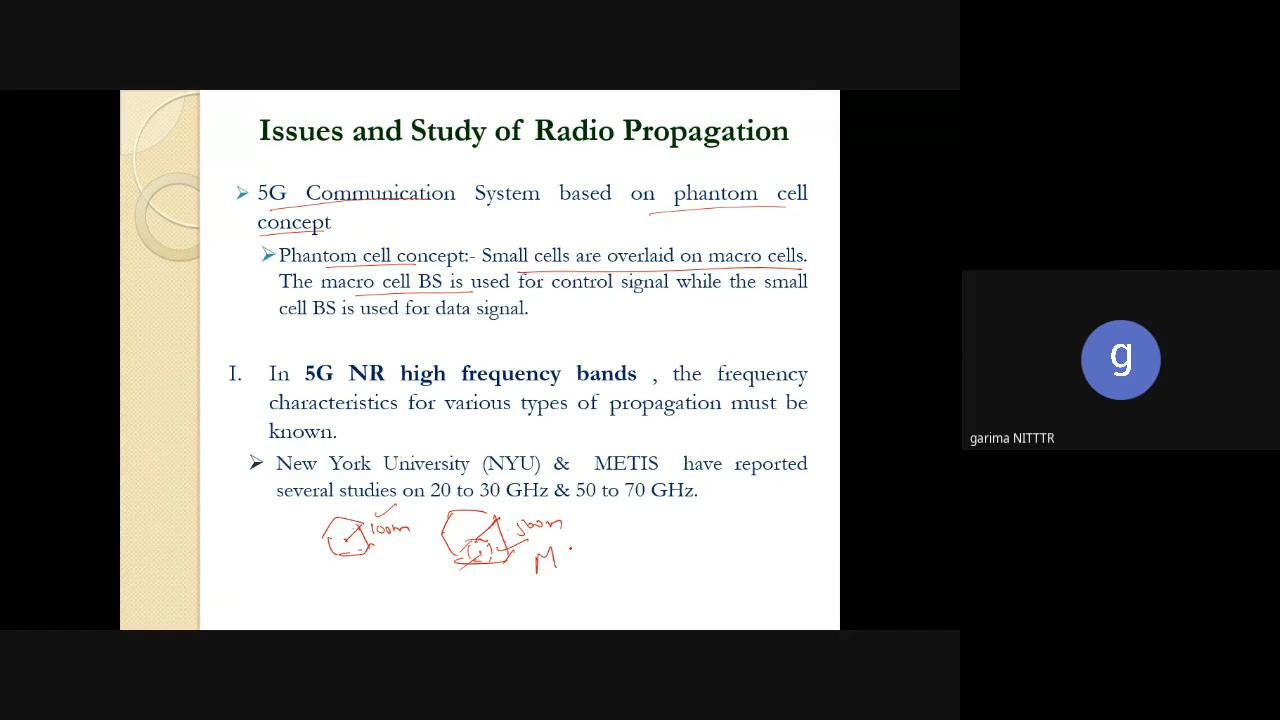 Issues and Study of Radio Propagation
5G Communication System based on phantom cell
concept
Phantom cell concept:- Small cells are overlaid on macro cells.
The macro cell BS is used for control signal while the small
cell BS is used for data signal.
I. In 5G NR high frequency bands , the frequency
characteristics for various types of propagation must be
known.
New York University (NYU) & METIS have reported
several studies on 20 to 30 GHz & 50 to 70 GHz.
100m
500m
M
g
garima NITTTR